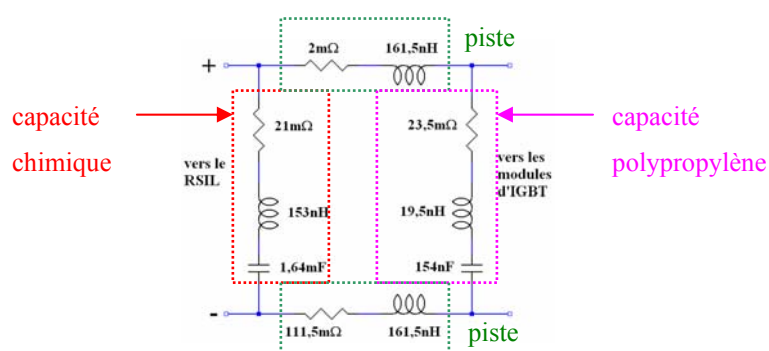 piste
2mΩ 161,5nH
+
capacité
chimique
21mΩ
23,5mΩ
capacité
polypropylène
vers le
RSIL
vers les
modules
d'IGBT
153nH
19,5nH
1,64mF
154nF
-
111,5mΩ 161,5nH
piste